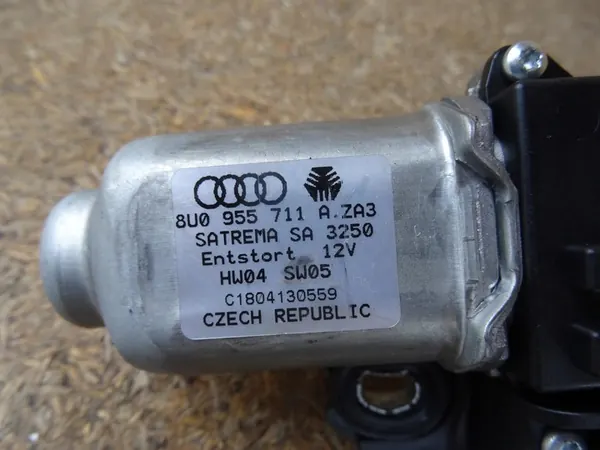 8U0 955 711 A.ZA3
SATREMA SA 3250
Entstort 12V
HW04 SW05
C1804130559
CZECH REPUBLIC